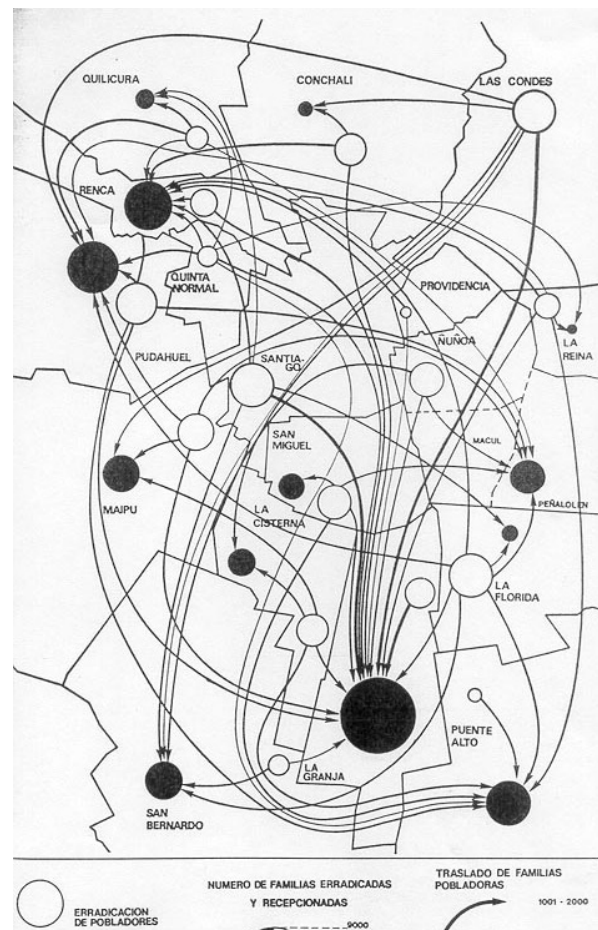 QUILICURA
CONCHALI
LAS CONDES
RENCA
QUINTA
NORMAL
PROVIDENCIA
ÑUÑOA
LA
REINA
PUDAHUEL
SANTIA-
GO
SAN
MIGUEL
MACUL
MAIPU
LA
CISTERNA
PEÑALOLEN
LA
FLORIDA
PUENTE
ALTO
LA
GRANJA
SAN
BERNARDO
ERRADICACION
DE POBLADORES
NUMERO DE FAMILIAS ERRADICADAS
Y RECEPCIONADAS
9000
TRASLADO DE FAMILIAS
POBLADORAS
1001 - 2000